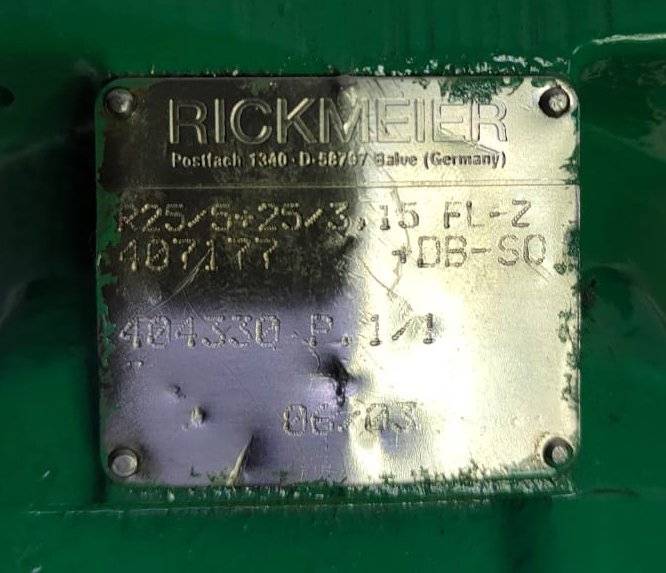 RICKMEIER
Postfach 1340 · D-58797 Balve (Germany)
R25/5+25/3,15 FL-Z
407177 +DB-SO
404330 P.1/1
06/03